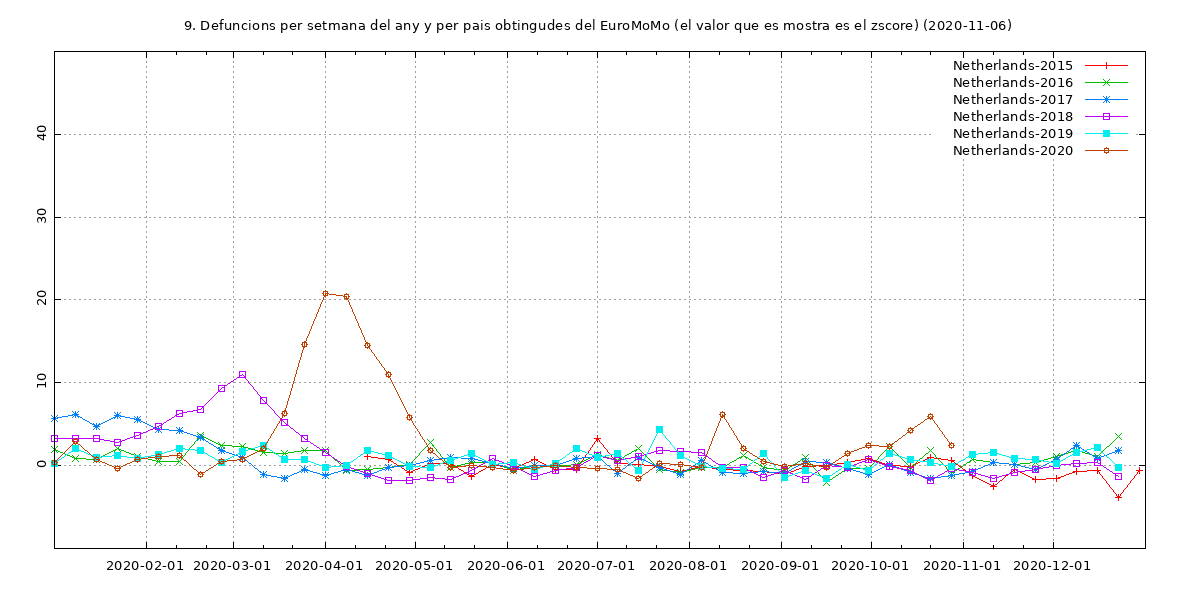 9. Defuncions per setmana del any y per pais obtingudes del EuroMoMo (el valor que es mostra es el zscore) (2020-11-06)
Netherlands-2015
Netherlands-2016
Netherlands-2017
Netherlands-2018
Netherlands-2019
Netherlands-2020
40
30
20
10
0
2020-02-01 2020-03-01 2020-04-01 2020-05-01 2020-06-01 2020-07-01 2020-08-01 2020-09-01 2020-10-01 2020-11-01 2020-12-01